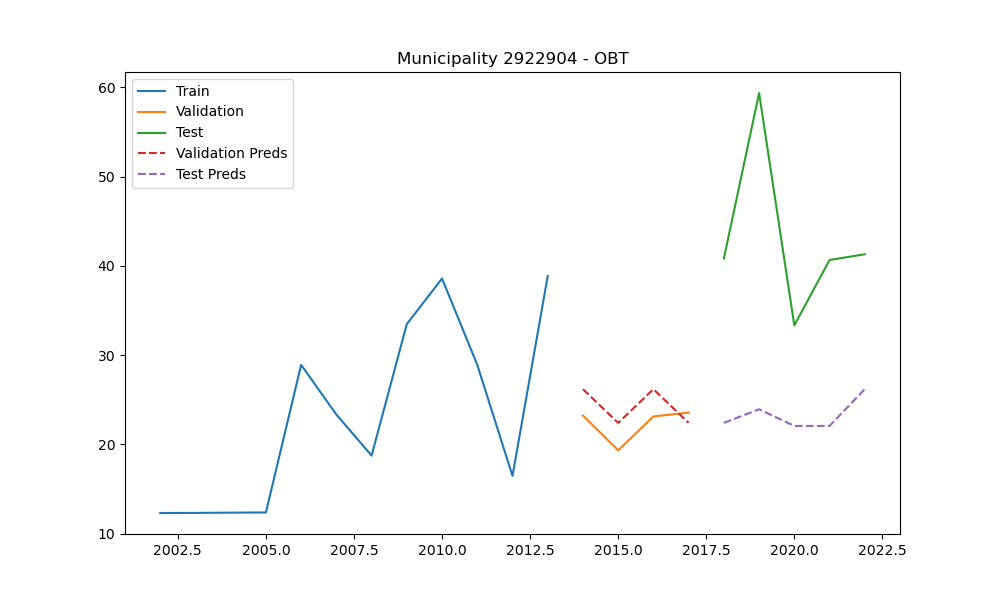 Municipality 2922904 - OBT
Train
Validation
Test
Validation Preds
Test Preds
60
50
40
30
20
10
2002.5 2005.0 2007.5 2010.0 2012.5 2015.0 2017.5 2020.0 2022.5